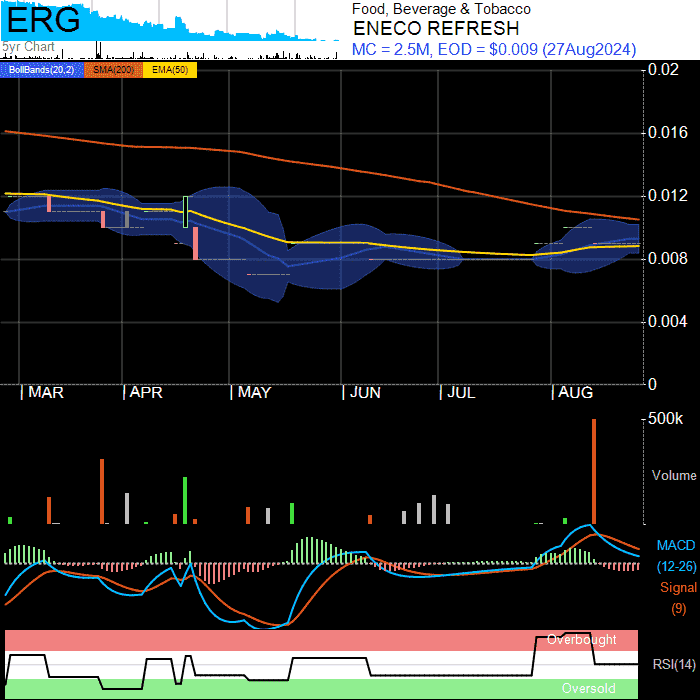 ERG
5yr Chart
Food, Beverage & Tobacco
ENECO REFRESH
MC = 2.5M, EOD = $0.009 (27Aug2024)
BollBands(20,2) SMA(200) EMA(50)
0.02
0.016
0.012
0.008
0.004
0
MAR APR MAY JUN JUL AUG
500k
Volume
MACD
(12-26)
Signal
(9)
Overbought
RSI(14)
Oversold